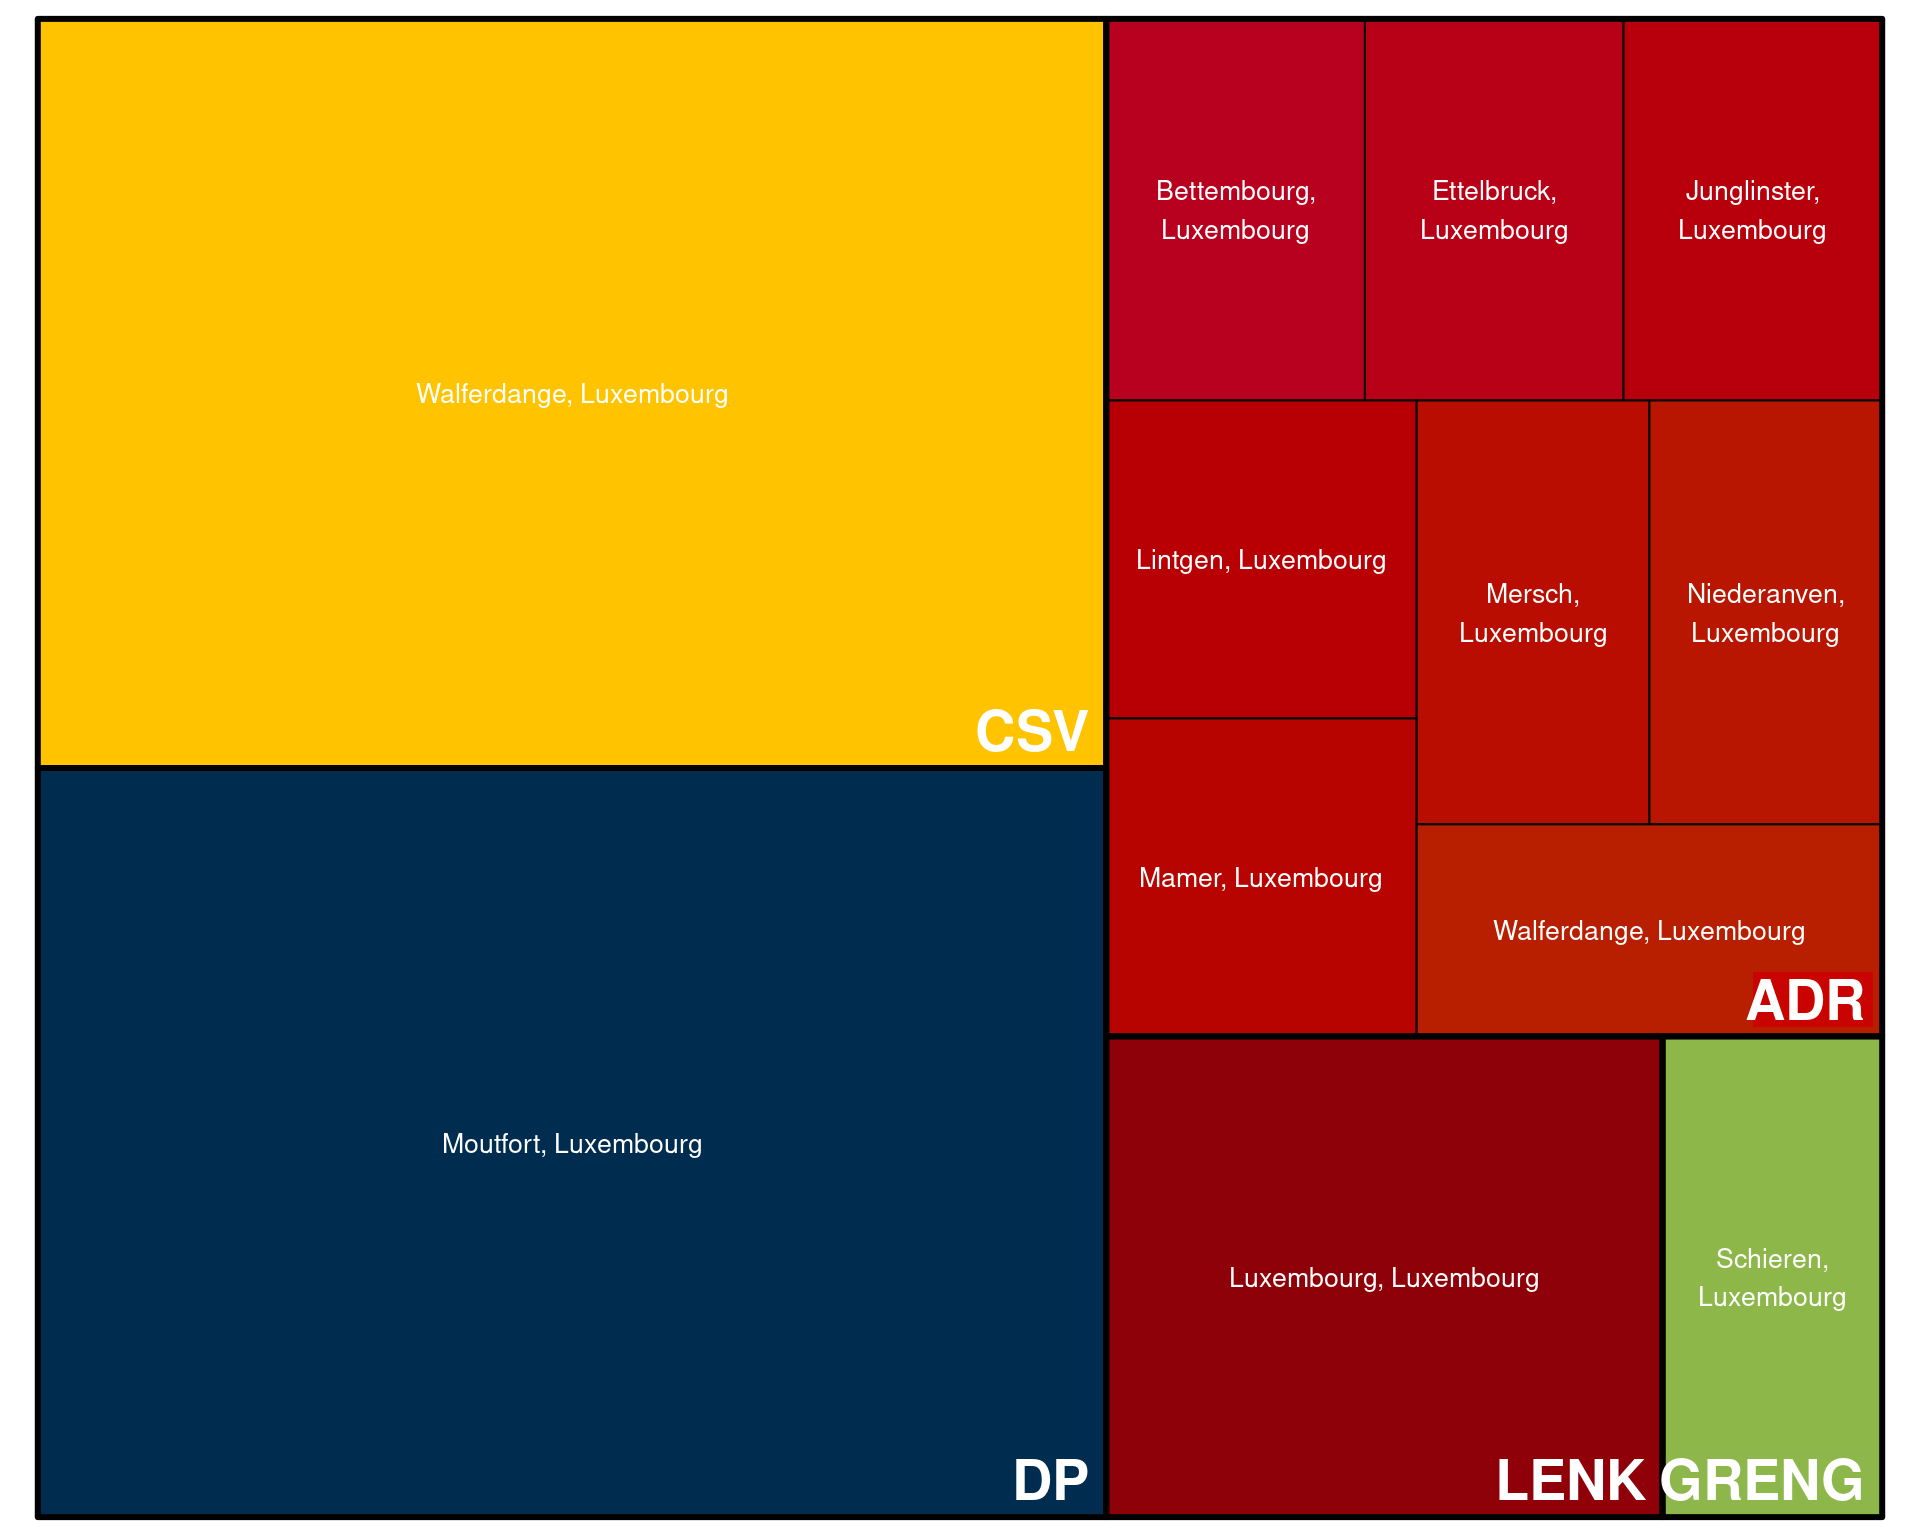 Walferdange, Luxembourg
CSV
Moutfort, Luxembourg
DP
Bettembourg,
Luxembourg
Ettelbruck,
Luxembourg
Junglinster,
Luxembourg
Lintgen, Luxembourg
Mersch,
Luxembourg
Niederanven,
Luxembourg
Mamer, Luxembourg
Walferdange, Luxembourg
ADR
Luxembourg, Luxembourg
LENK
Schieren,
Luxembourg
GRENG